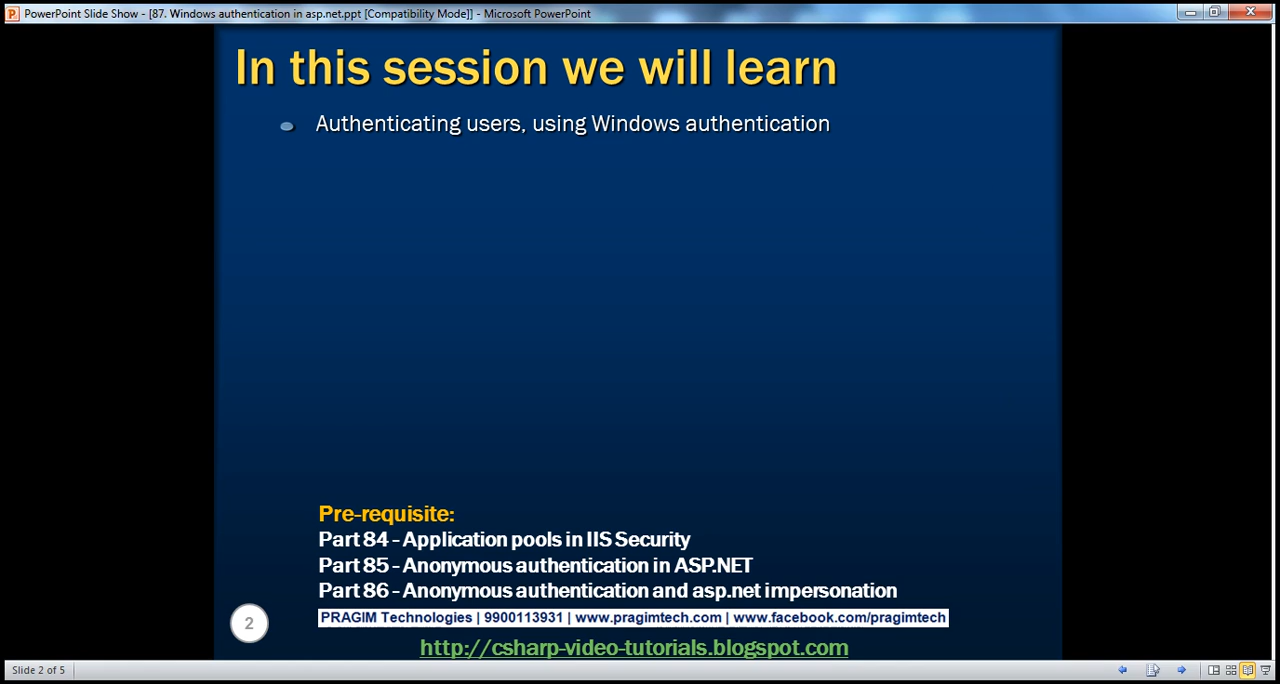 PowerPoint Slide Show - [87. Windows authentication in asp.net.ppt [Compatibility Mode]] - Microsoft PowerPoint
In this session we will learn
Authenticating users, using Windows authentication
Pre-requisite:
Part 84 - Application pools in IIS Security
Part 85 - Anonymous authentication in ASP.NET
Part 86 - Anonymous authentication and asp.net impersonation
PRAGIM Technologies | 9900113931 | www.pragimtech.com | www.facebook.com/pragimtech
2
http://csharp-video-tutorials.blogspot.com
Slide 2 of 5